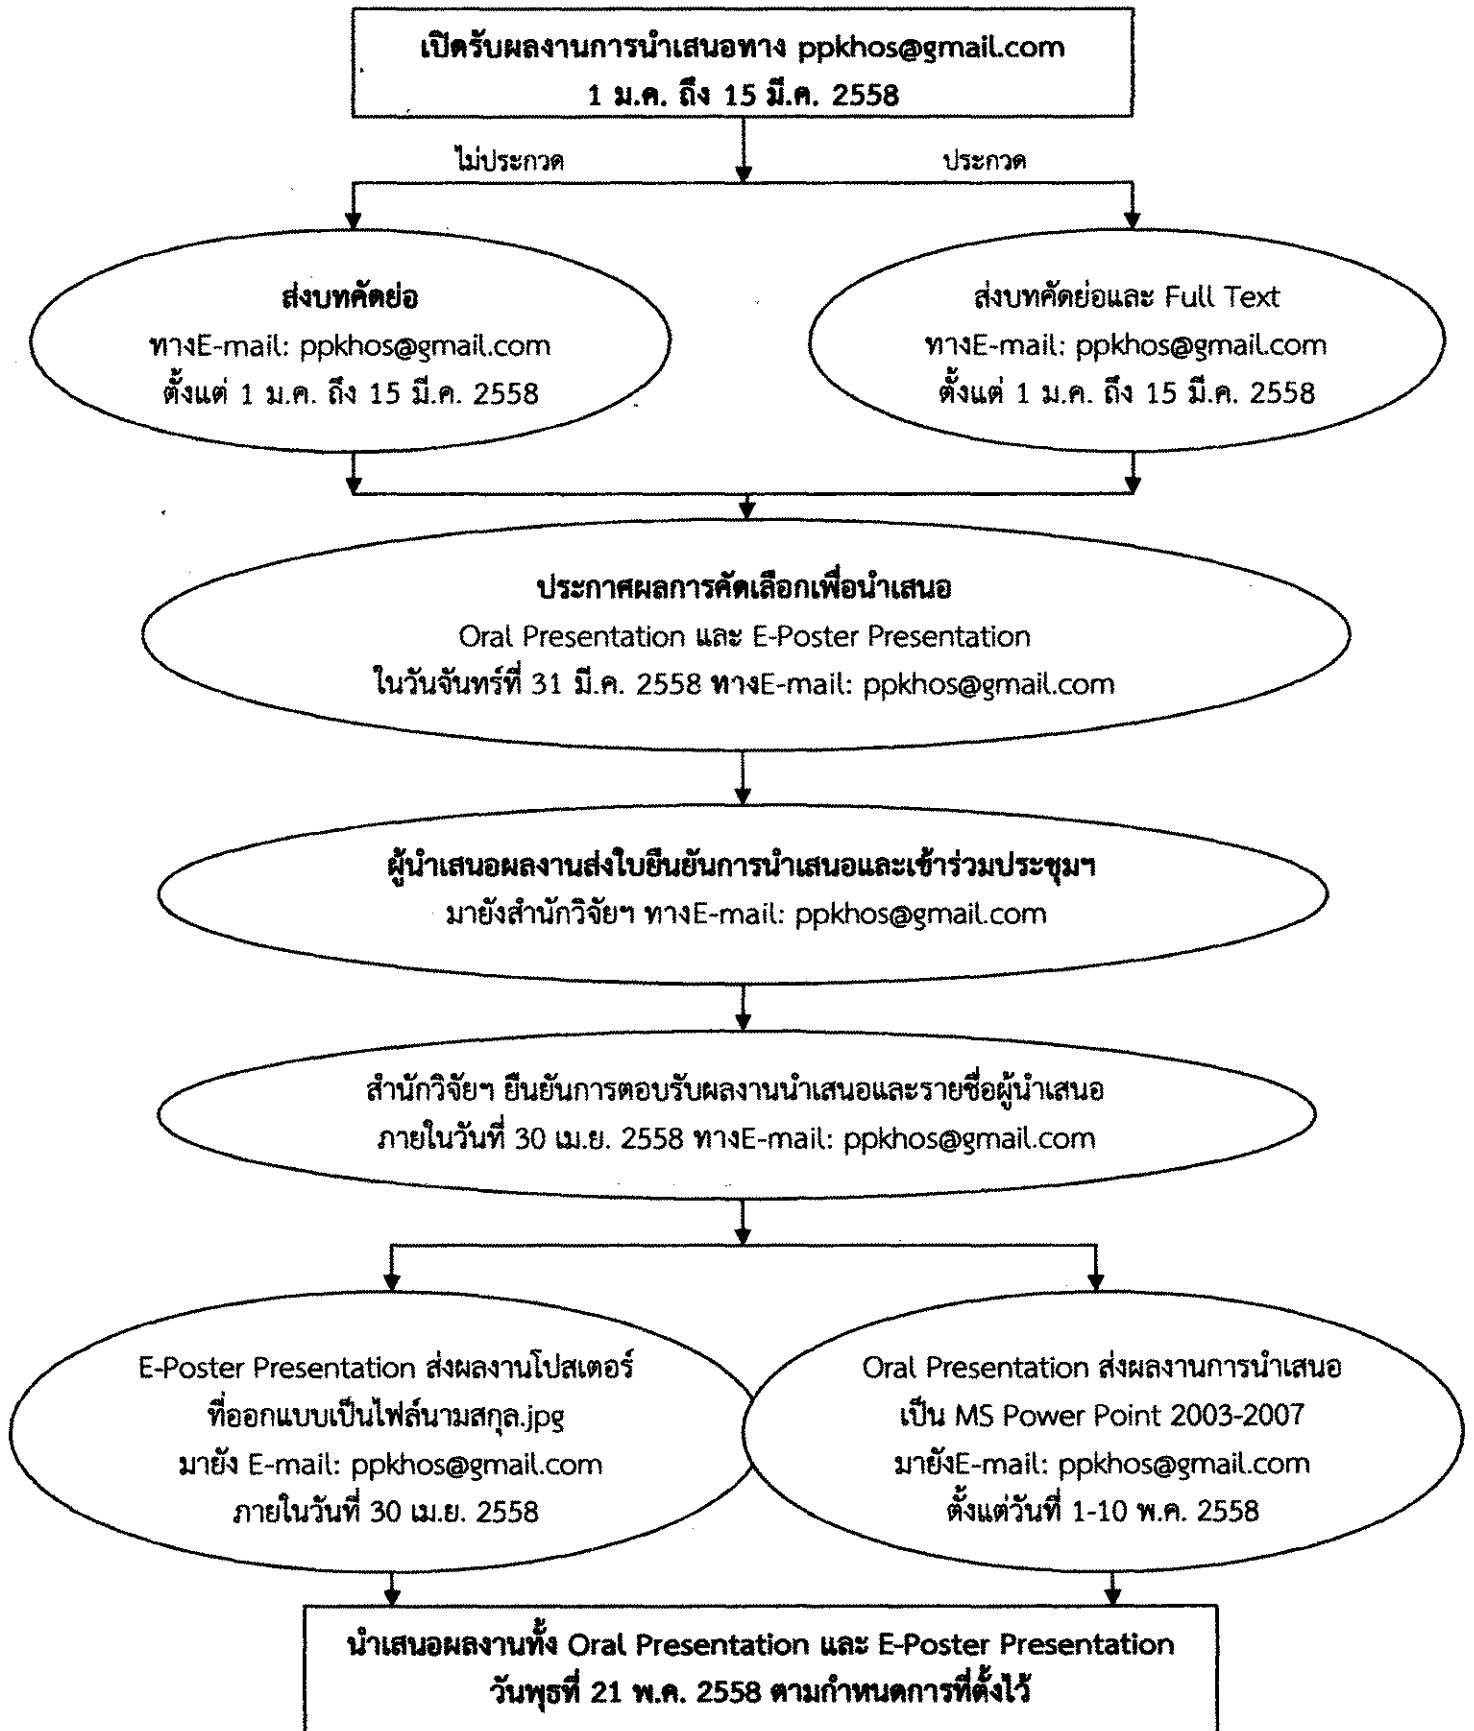 เปิดรับผลงานการนำเสนอทาง ppkhos@gmail.com
1 ม.ค. ถึง 15 มี.ค. 2558
ไม่ประกวด
ประกวด
ส่งบทคัดย่อ
ทางE-mail: ppkhos@gmail.com
ตั้งแต่ 1 ม.ค. ถึง 15 มี.ค. 2558
ส่งบทคัดย่อและ Full Text
ทางE-mail: ppkhos@gmail.com
ตั้งแต่ 1 ม.ค. ถึง 15 มี.ค. 2558
ประกาศผลการคัดเลือกเพื่อนำเสนอ
Oral Presentation และ E-Poster Presentation
ในวันจันทร์ที่ 31 มี.ค. 2558 ทางE-mail: ppkhos@gmail.com
ผู้นำเสนอผลงานส่งใบยืนยันการนำเสนอและเข้าร่วมประชุมฯ
มายังสำนักวิจัยฯ ทางE-mail: ppkhos@gmail.com
สำนักวิจัยฯ ยืนยันการตอบรับผลงานนำเสนอและรายชื่อผู้นำเสนอ
ภายในวันที่ 30 เม.ย. 2558 ทางE-mail: ppkhos@gmail.com
E-Poster Presentation ส่งผลงานโปสเตอร์
ที่ออกแบบเป็นไฟล์นามสกุล.jpg
มายัง E-mail: ppkhos@gmail.com
ภายในวันที่ 30 เม.ย. 2558
Oral Presentation ส่งผลงานการนำเสนอ
เป็น MS Power Point 2003-2007
มายังE-mail: ppkhos@gmail.com
ตั้งแต่วันที่ 1-10 พ.ค. 2558
นำเสนอผลงานทั้ง Oral Presentation และ E-Poster Presentation
วันพุธที่ 21 พ.ค. 2558 ตามกำหนดการที่ตั้งไว้